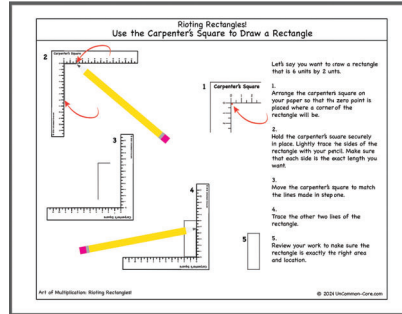 Rioting Rectangles!
Use the Carpenter's Square to Draw a Rectangle
2
Carpenter's Square
1
Carpenter's Square
3
Carpenter's Square
4
Carpenter's Square
5
Let's say you want to draw a rectangle
that is 6 units by 2 units.
1.
Arrange the carpenter's square on
your paper so that the zero point is
placed where a corner of the
rectangle will be.
2.
Hold the carpenter's square securely
in place. Lightly trace the sides of the
rectangle with your pencil. Make sure
that each side is the exact length you
want.
3.
Move the carpenter's square to match
the lines made in step one.
4.
Trace the other two lines of the
rectangle.
5.
Review your work to make sure the
rectangle is exactly the right area
and location.
Art of Multiplication: Rioting Rectangles!
© 2021 UnCommon-Core.com